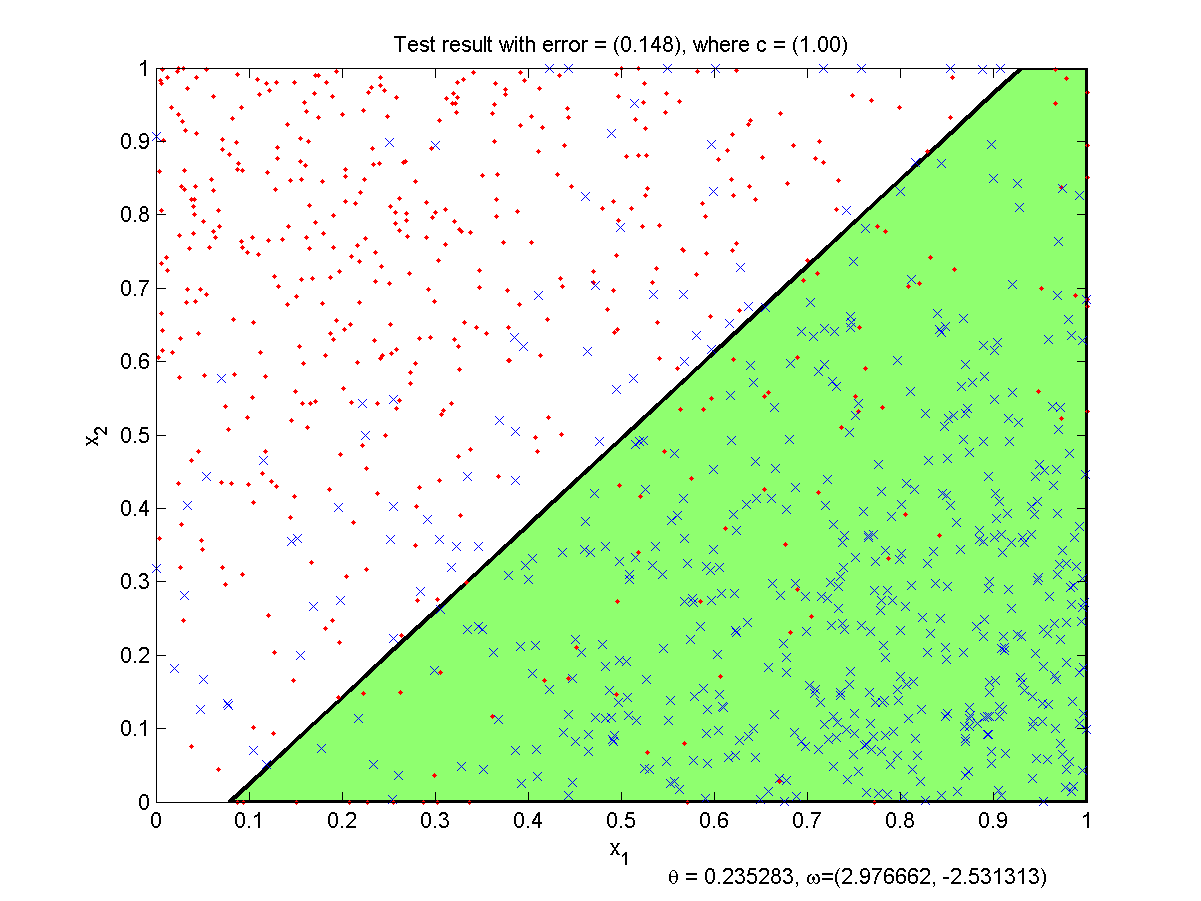 Test result with error = (0.148), where c = (1.00)
1
0.9
0.8
0.7
0.6
0.5
0.4
0.3
0.2
0.1
0
x2
0 0.1 0.2 0.3 0.4 0.5 0.6 0.7 0.8 0.9 1
x1
θ = 0.235283, ω=(2.976662, -2.531313)